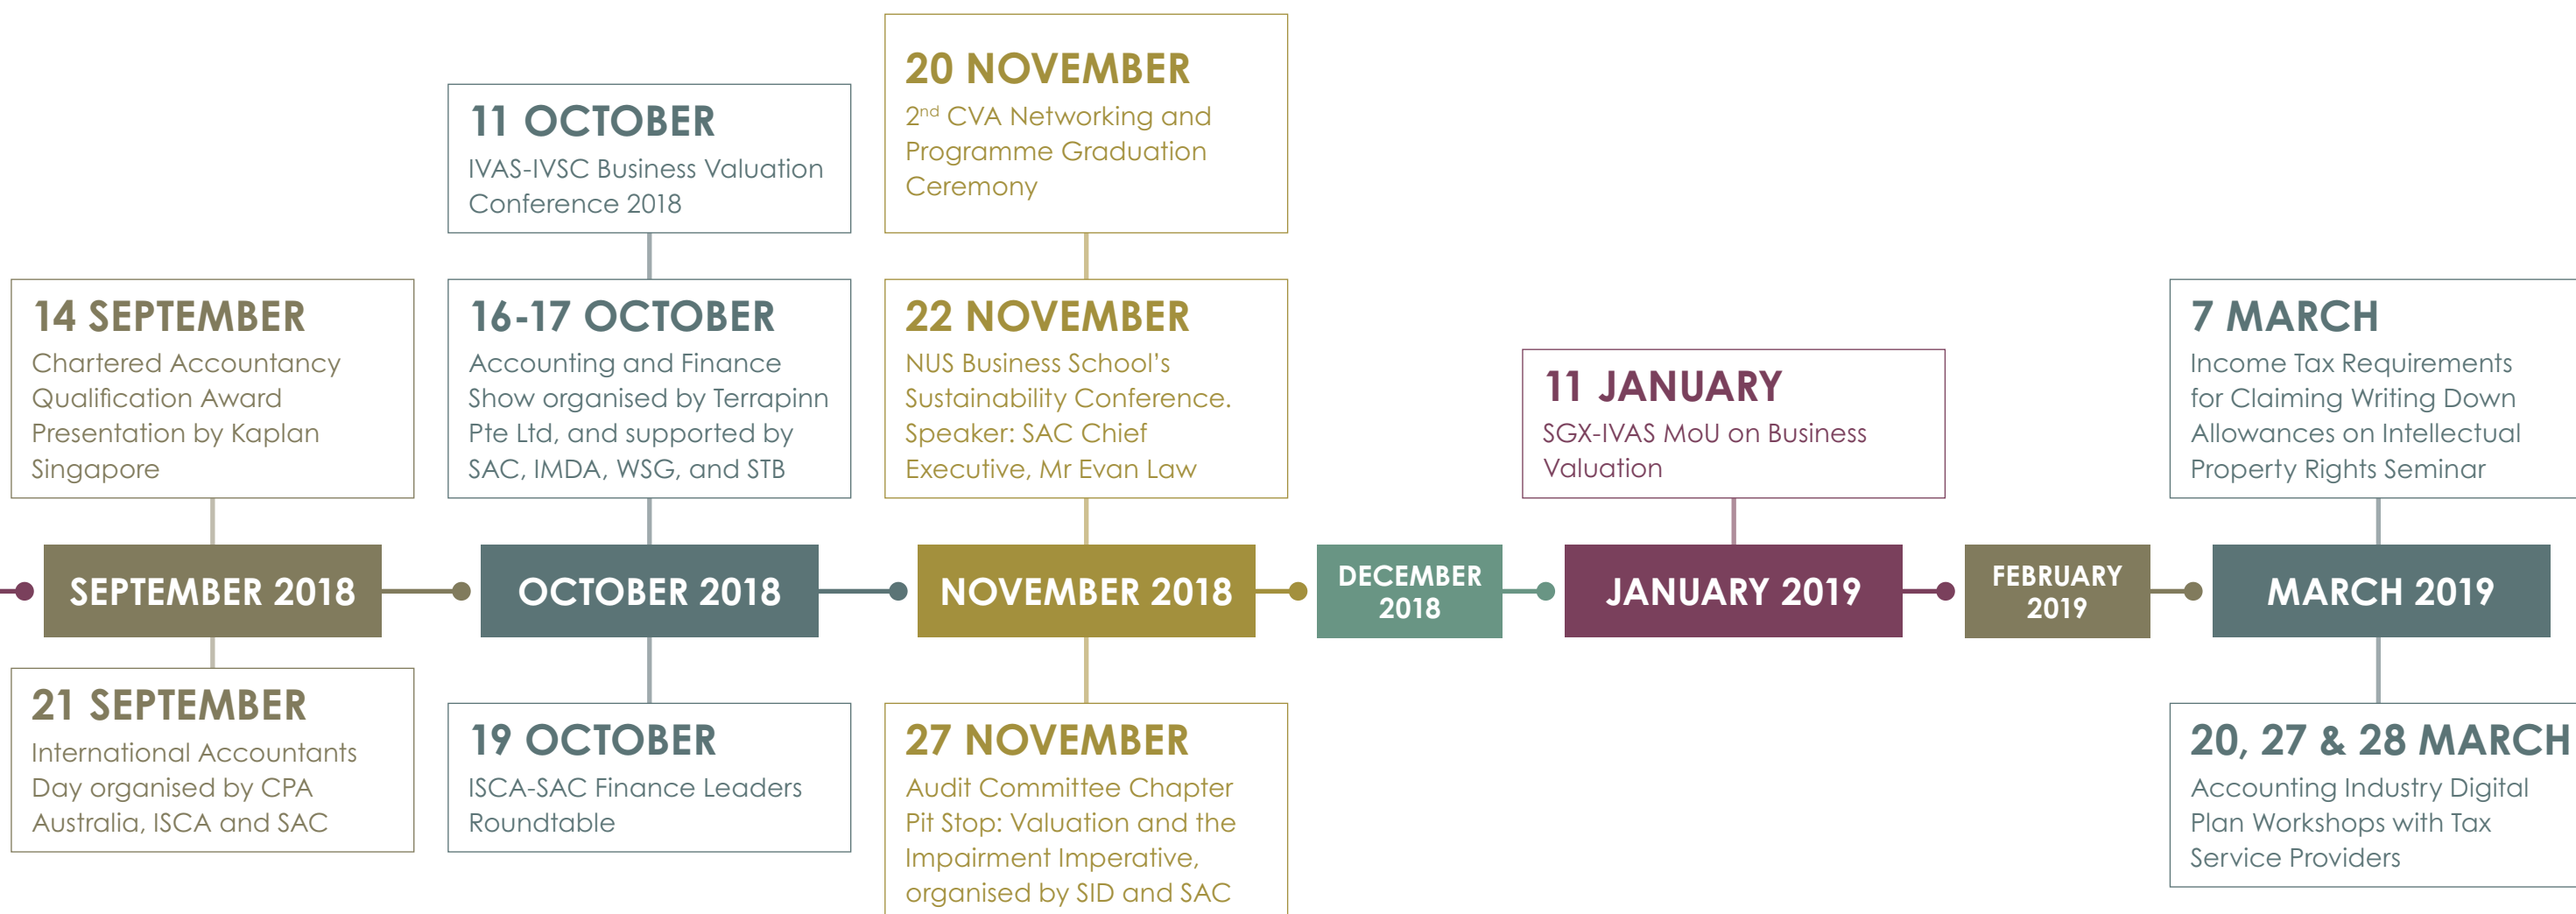 14 SEPTEMBER
Chartered Accountancy
Qualification Award
Presentation by Kaplan
Singapore
SEPTEMBER 2018
21 SEPTEMBER
International Accountants
Day organised by CPA
Australia, ISCA and SAC
11 OCTOBER
IVAS-IVSC Business Valuation
Conference 2018
16-17 OCTOBER
Accounting and Finance
Show organised by Terrapinn
Pte Ltd, and supported by
SAC, IMDA, WSG, and STB
OCTOBER 2018
19 OCTOBER
ISCA-SAC Finance Leaders
Roundtable
20 NOVEMBER
2nd CVA Networking and
Programme Graduation
Ceremony
22 NOVEMBER
NUS Business School’s
Sustainability Conference.
Speaker: SAC Chief
Executive, Mr Evan Law
NOVEMBER 2018
27 NOVEMBER
Audit Committee Chapter
Pit Stop: Valuation and the
Impairment Imperative,
organised by SID and SAC
DECEMBER
2018
11 JANUARY
SGX-IVAS MoU on Business
Valuation
JANUARY 2019
FEBRUARY
2019
7 MARCH
Income Tax Requirements
for Claiming Writing Down
Allowances on Intellectual
Property Rights Seminar
MARCH 2019
20, 27 & 28 MARCH
Accounting Industry Digital
Plan Workshops with Tax
Service Providers